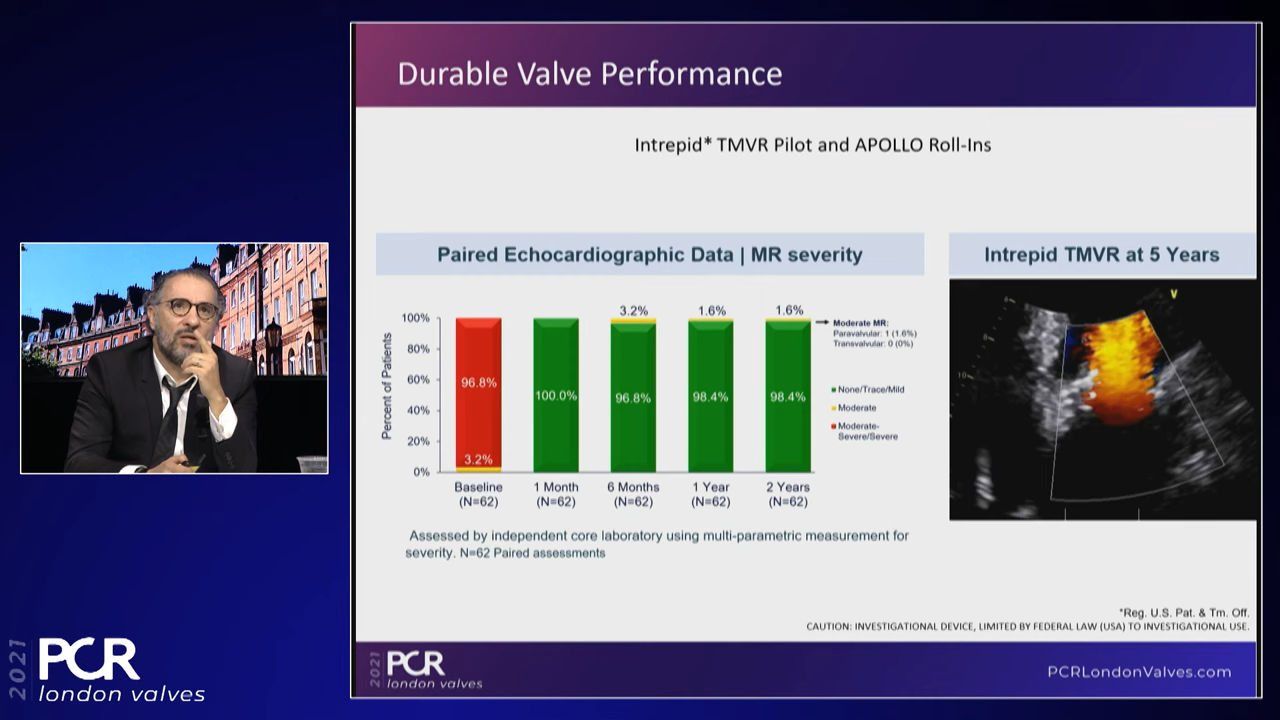 Durable Valve Performance
Intrepid* TMVR Pilot and APOLLO Roll-Ins
Paired Echocardiographic Data | MR severity
Intrepid TMVR at 5 Years
Percent of Patients
100%
80%
60%
40%
20%
0%
96.8%
3.2%
100.0%
3.2%
96.8%
1.6%
98.4%
1.6%
98.4%
Baseline
(N=62)
1 Month
(N=62)
6 Months
(N=62)
1 Year
(N=62)
2 Years
(N=62)
Moderate MR:
Paravalvular: 1 (1.6%)
Transvalvular: 0 (0%)
None/Trace/Mild
Moderate
Moderate-
Severe/Severe
V
Assessed by independent core laboratory using multi-parametric measurement for
severity. N=62 Paired assessments
*Reg. U.S. Pat. & Tm. Off.
CAUTION: INVESTIGATIONAL DEVICE, LIMITED BY FEDERAL LAW (USA) TO INVESTIGATIONAL USE.
2021
PCR
london valves
PCRLondonValves.com
2021
PCR
london valves